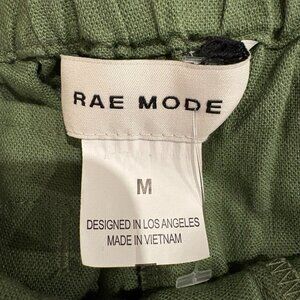 RAE MODE
M
DESIGNED IN LOS ANGELES
MADE IN VIETNAM